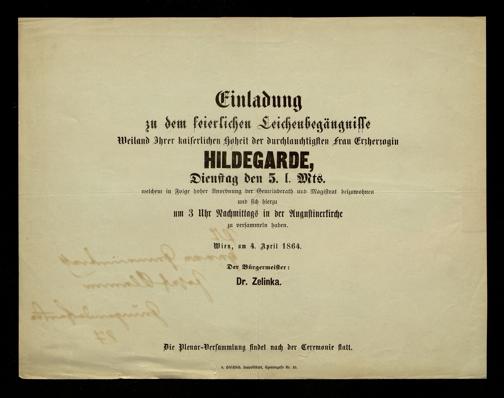 Einladung
zu dem feierlichen Leichenbegängnisse
Weiland Ihrer kaiserlichen Hoheit der durchlauchtigsten Frau Erzherzogin
HILDEGARDE,
Dienstag den 5. l. Mts.
welchem in Folge hoher Anordnung der Gemeinderath und Magistrat beizuwohnen
und sich hierzu
um 3 Uhr Nachmittags in der Augustinerkirche
zu versammeln haben.
Wien, am 4. April 1864.
Der Bürgermeister:
Dr. Zelinka.
Die Plenar-Versammlung findet nach der Ceremonie statt.